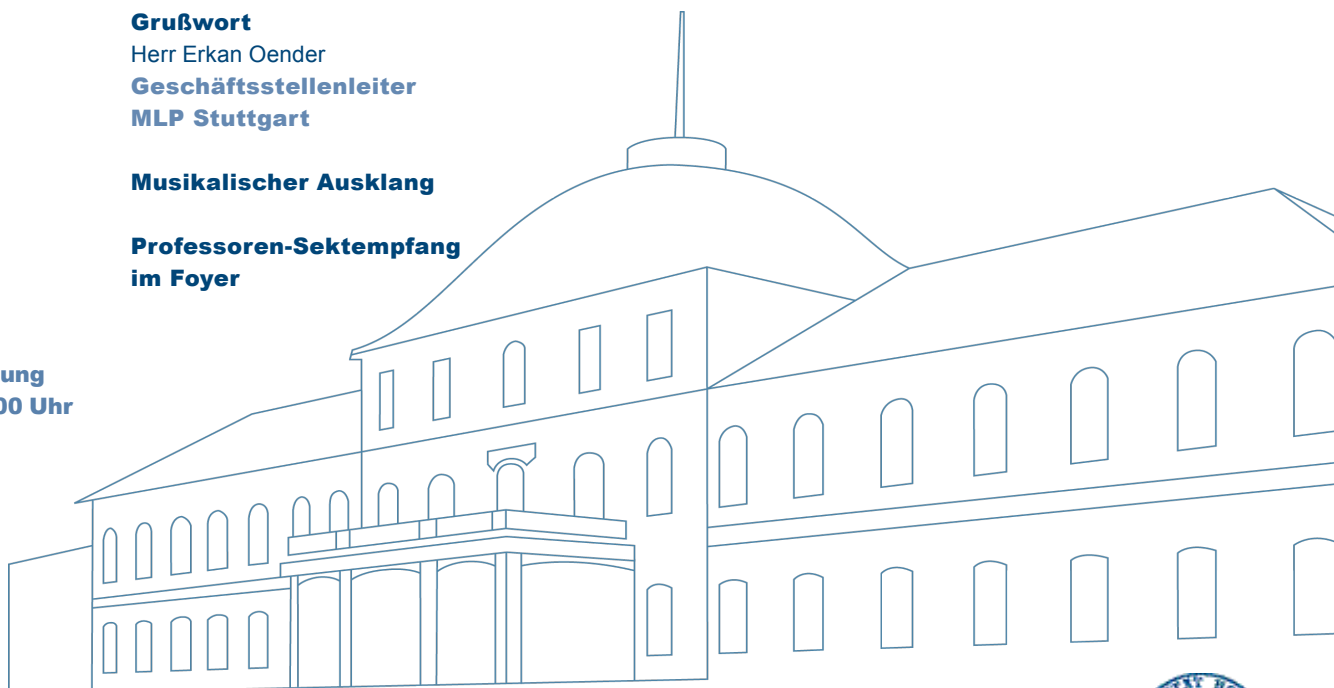 Grußwort
Herr Erkan Oender
Geschäftsstellenleiter
MLP Stuttgart
Musikalischer Ausklang
Professoren-Sektempfang
im Foyer
ung
00 Uhr